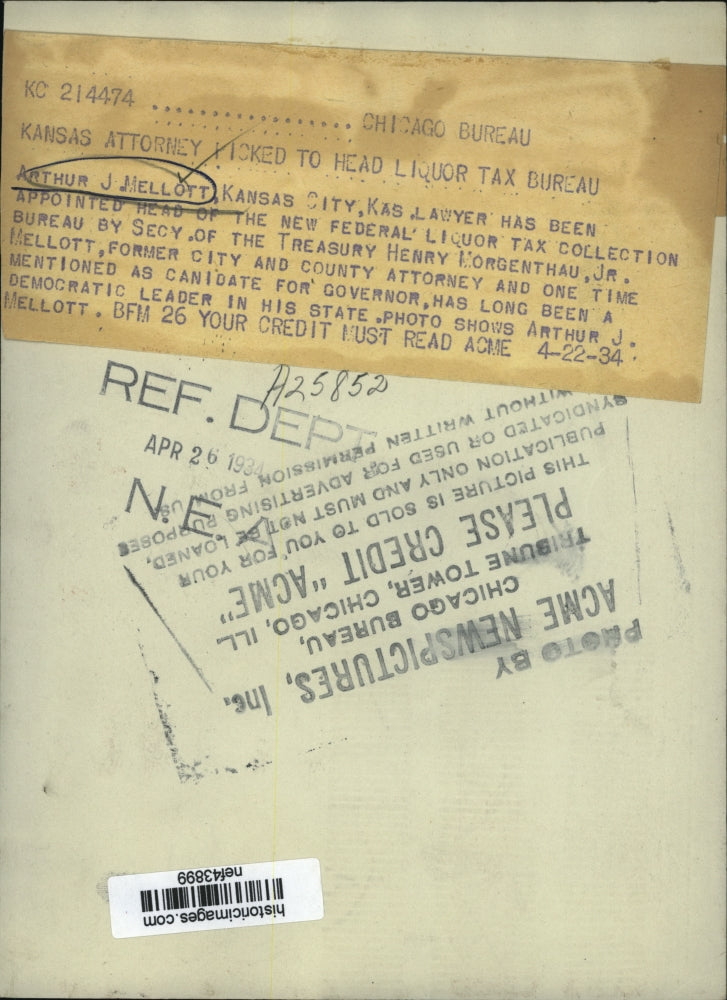 KC 214474 .................. CHICAGO BUREAU
KANSAS ATTORNEY PICKED TO HEAD LIQUOR TAX BUREAU
ARTHUR J.MELLOTT,KANSAS CITY,KAS.LAWYER HAS BEEN
APPOINTED HEAD OF THE NEW FEDERAL LIQUOR TAX COLLECTION
BUREAU BY SECY.OF THE TREASURY HENRY MORGENTHAU,JR.
MELLOTT,FORMER CITY AND COUNTY ATTORNEY AND ONE TIME
MENTIONED AS CANIDATE FOR GOVERNOR,HAS LONG BEEN A
DEMOCRATIC LEADER IN HIS STATE.PHOTO SHOWS ARTHUR J.
MELLOTT. BFM 26 YOUR CREDIT MUST READ ACME 4-22-34.
A25852
REF. DEPT.
APR 26 1934
N. E. A.
PHOTO BY
ACME NEWSPICTURES, Inc.
CHICAGO BUREAU,
TRIBUNE TOWER, CHICAGO, ILL.
PLEASE CREDIT "ACME"
THIS PICTURE IS SOLD TO YOU FOR YOUR
PUBLICATION ONLY AND MUST NOT BE LOANED,
SYNDICATED OR USED FOR ADVERTISING PURPOSES
WITHOUT WRITTEN PERMISSION FROM US
historicimages.com
nef43899